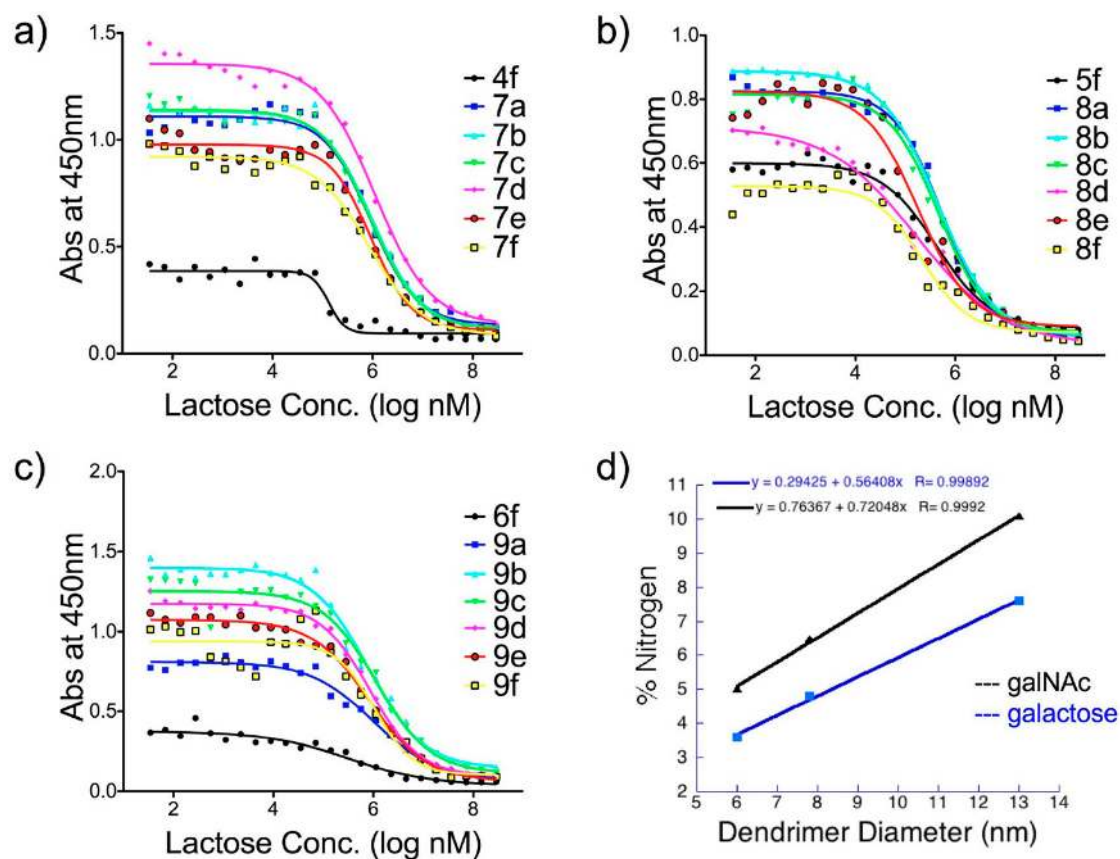 a)
Abs at 450nm
1.5
1.0
0.5
0.0
2 4 6 8
Lactose Conc. (log nM)
4f
7a
7b
7c
7d
7e
7f
b)
Abs at 450nm
1.0
0.8
0.6
0.4
0.2
0.0
2 4 6 8
Lactose Conc. (log nM)
5f
8a
8b
8c
8d
8e
8f
c)
Abs at 450nm
2.0
1.5
1.0
0.5
0.0
2 4 6 8
Lactose Conc. (log nM)
6f
9a
9b
9c
9d
9e
9f
d)
% Nitrogen
11
10
9
8
7
6
5
4
3
2
y = 0.29425 + 0.56408x R= 0.99892
y = 0.76367 + 0.72048x R= 0.9992
galNAc
galactose
5 6 7 8 9 10 11 12 13 14
Dendrimer Diameter (nm)